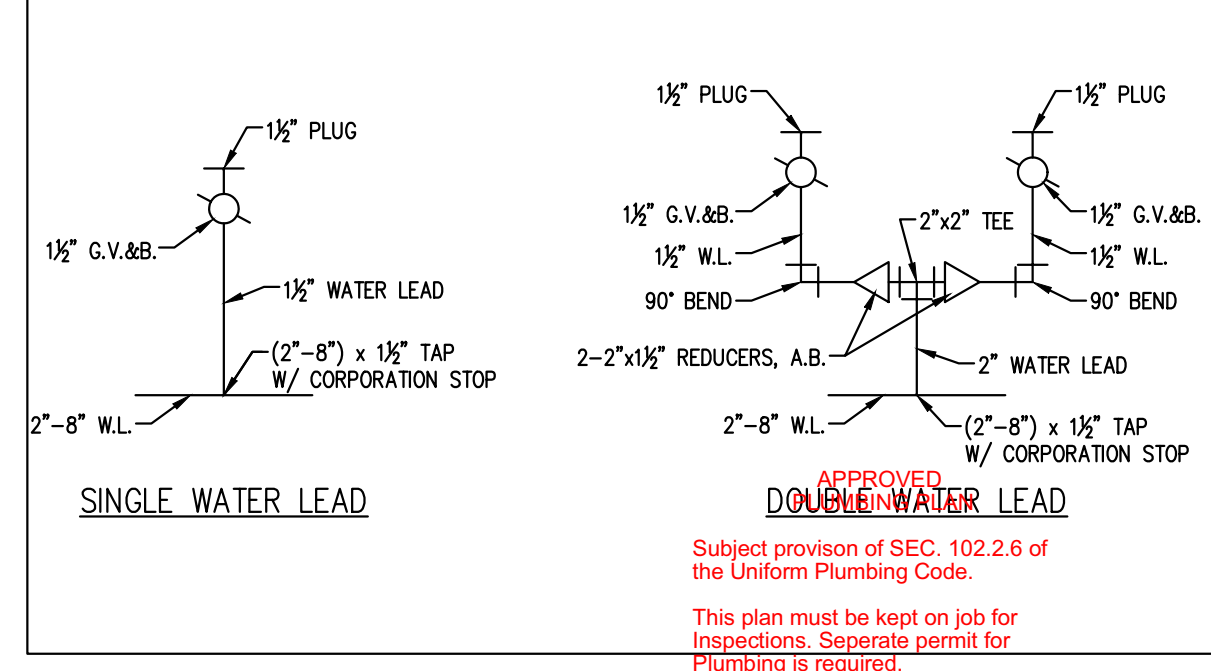 1½" PLUG
1½" G.V.&B.
1½" WATER LEAD
(2"-8") x 1½" TAP
W/ CORPORATION STOP
2"-8" W.L.
SINGLE WATER LEAD
1½" PLUG
1½" PLUG
1½" G.V.&B.
2"x2" TEE
1½" G.V.&B.
1½" W.L.
1½" W.L.
90° BEND
90° BEND
2-2"x1½" REDUCERS, A.B.
2" WATER LEAD
2"-8" W.L.
(2"-8") x 1½" TAP
W/ CORPORATION STOP
DOUBLE WATER LEAD
APPROVED
PLUMBING PLAN
Subject provison of SEC. 102.2.6 of
the Uniform Plumbing Code.
This plan must be kept on job for
Inspections. Seperate permit for
Plumbing is required.